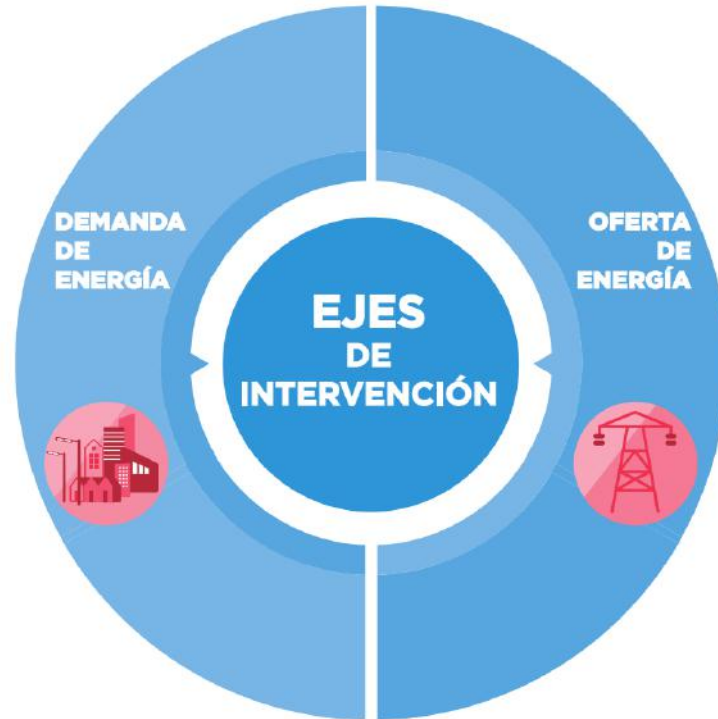 DEMANDA
DE
ENERGÍA
EJES
DE
INTERVENCIÓN
OFERTA
DE
ENERGÍA